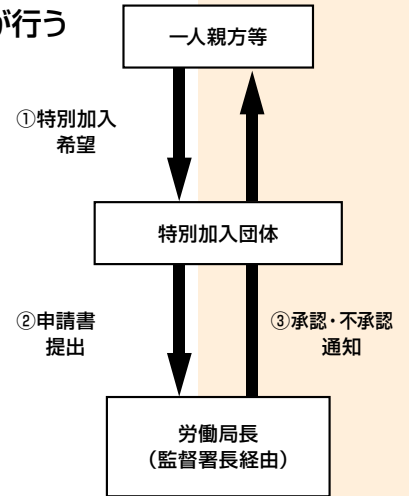 が行う
一人親方等
①特別加入
希望
特別加入団体
②申請書
提出
③承認・不承認
通知
労働局長
（監督署長経由）